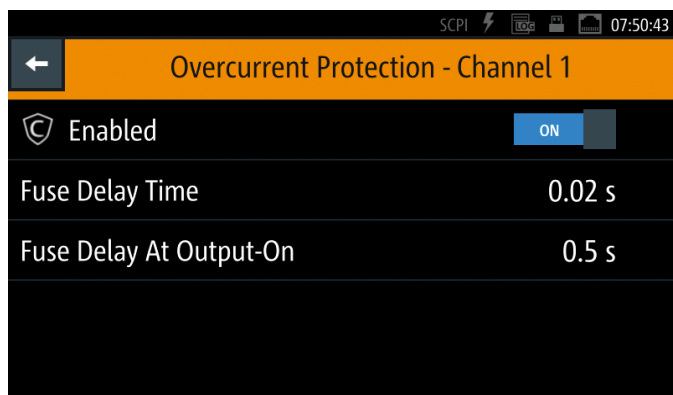 SCPI LOG 07:50:43
Overcurrent Protection - Channel 1
C Enabled ON
Fuse Delay Time 0.02 s
Fuse Delay At Output-On 0.5 s